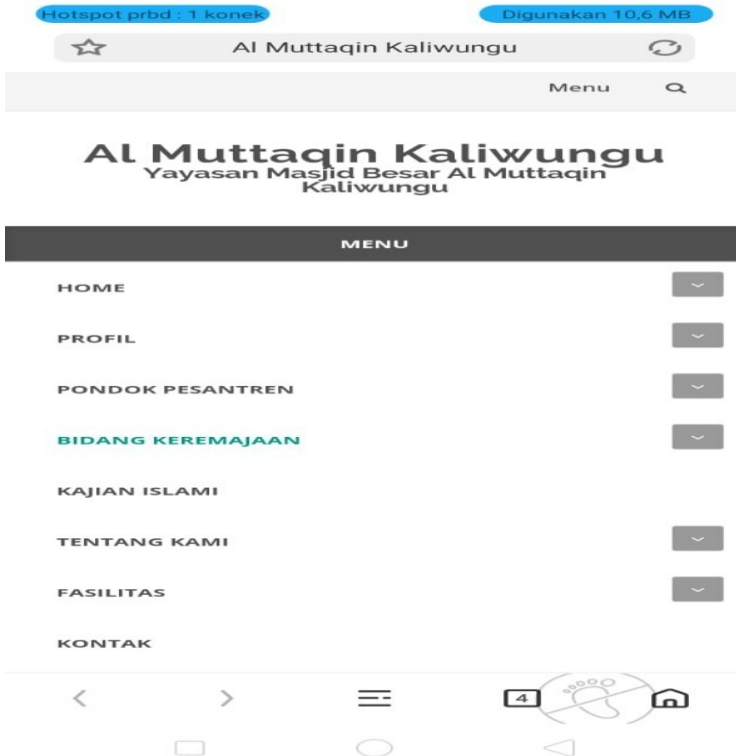 Hotspot prbd : 1 konek
Digunakan 10,6 MB
Al Muttaqin Kaliwungu
Menu
Al Muttaqin Kaliwungu
Yayasan Masjid Besar Al Muttaqin
Kaliwungu
MENU
HOME
PROFIL
PONDOK PESANTREN
BIDANG KEREMAJAAN
KAJIAN ISLAMI
TENTANG KAMI
FASILITAS
KONTAK
4